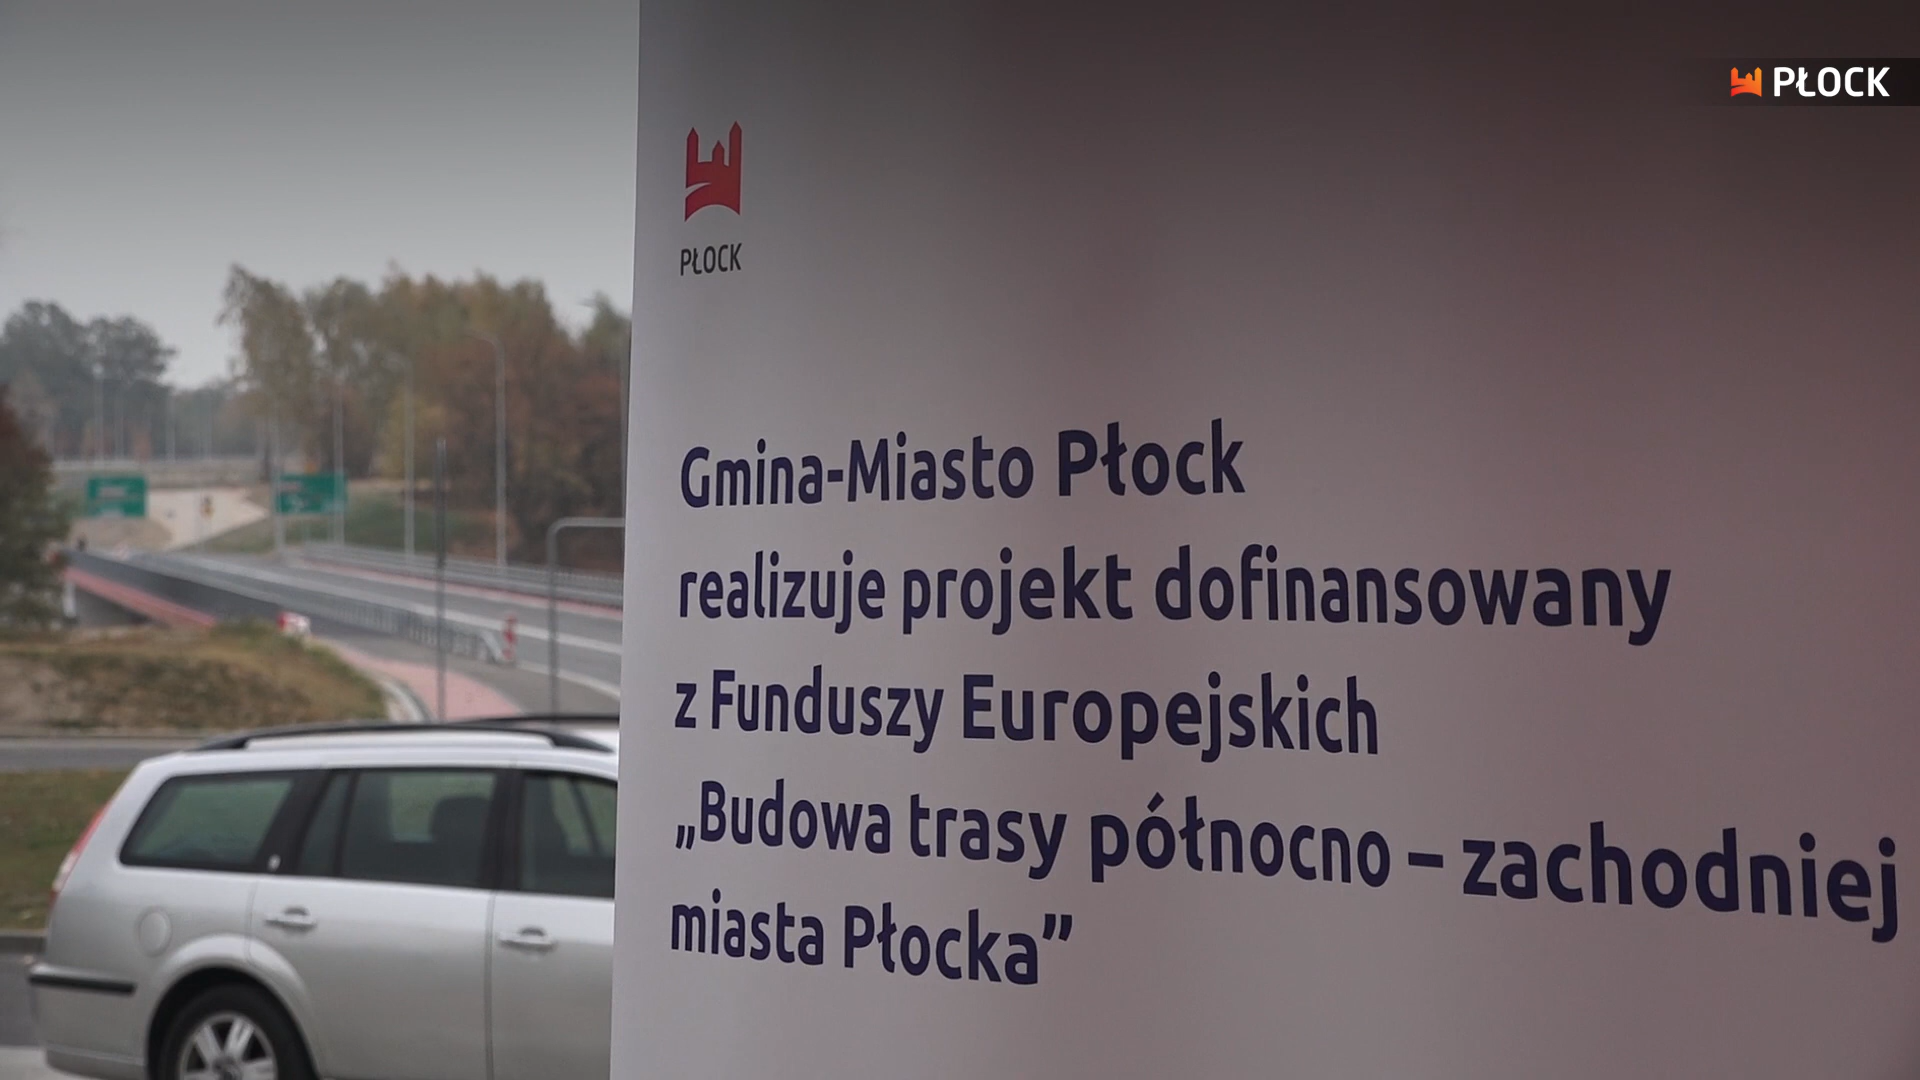 PŁOCK
PŁOCK
Gmina-Miasto Płock
realizuje projekt dofinansowany
z Funduszy Europejskich
„Budowa trasy północno – zachodniej
miasta Płocka”